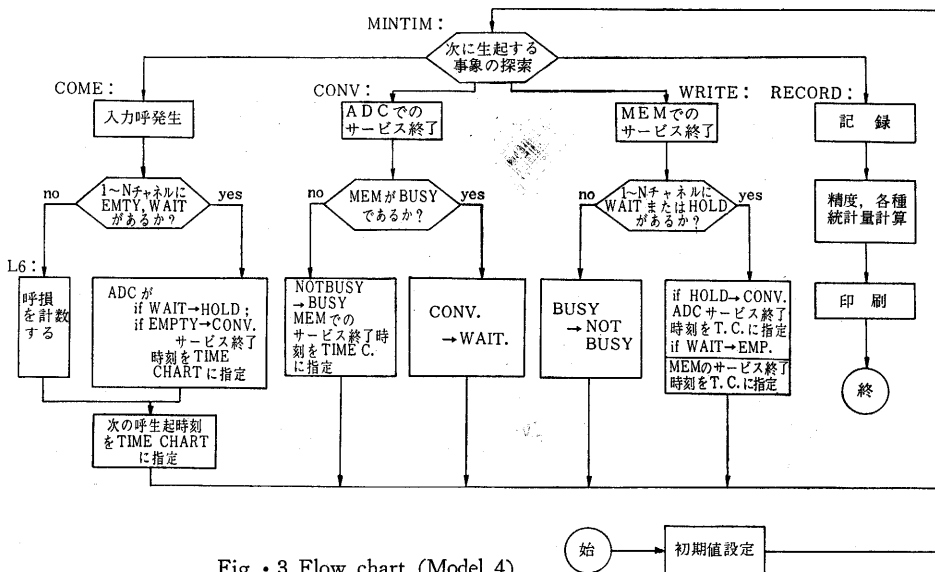 MINTIM：
次に生起する
事象の探索
COME：
入力呼発生
CONV：
ADCでの
サービス終了
WRITE：
MEMでの
サービス終了
RECORD：
記 録
no
1～Nチャネルに
EMTY, WAIT
があるか？
yes
no
MEMがBUSY
であるか？
yes
no
1～Nチャネルに
WAITまたはHOLD
があるか？
yes
精度，各種
統計量計算
L6：
呼損
を計数
する
ADCが
if WAIT→HOLD；
if EMPTY→CONV.
サービス終了
時刻をTIME
CHARTに指定
NOTBUSY
→BUSY
MEMでの
サービス終了時
刻をTIME C.
に指定
CONV.
→WAIT.
BUSY
→NOT
BUSY
if HOLD→CONV.
ADCサービス終了
時刻をT.C.に指定
if WAIT→EMP.
MEMのサービス終了
時刻をT.C.に指定
印 刷
終
次の呼生起時刻
をTIME CHART
に指定
始
初期値設定
Fig・3 Flow chart (Model 4)